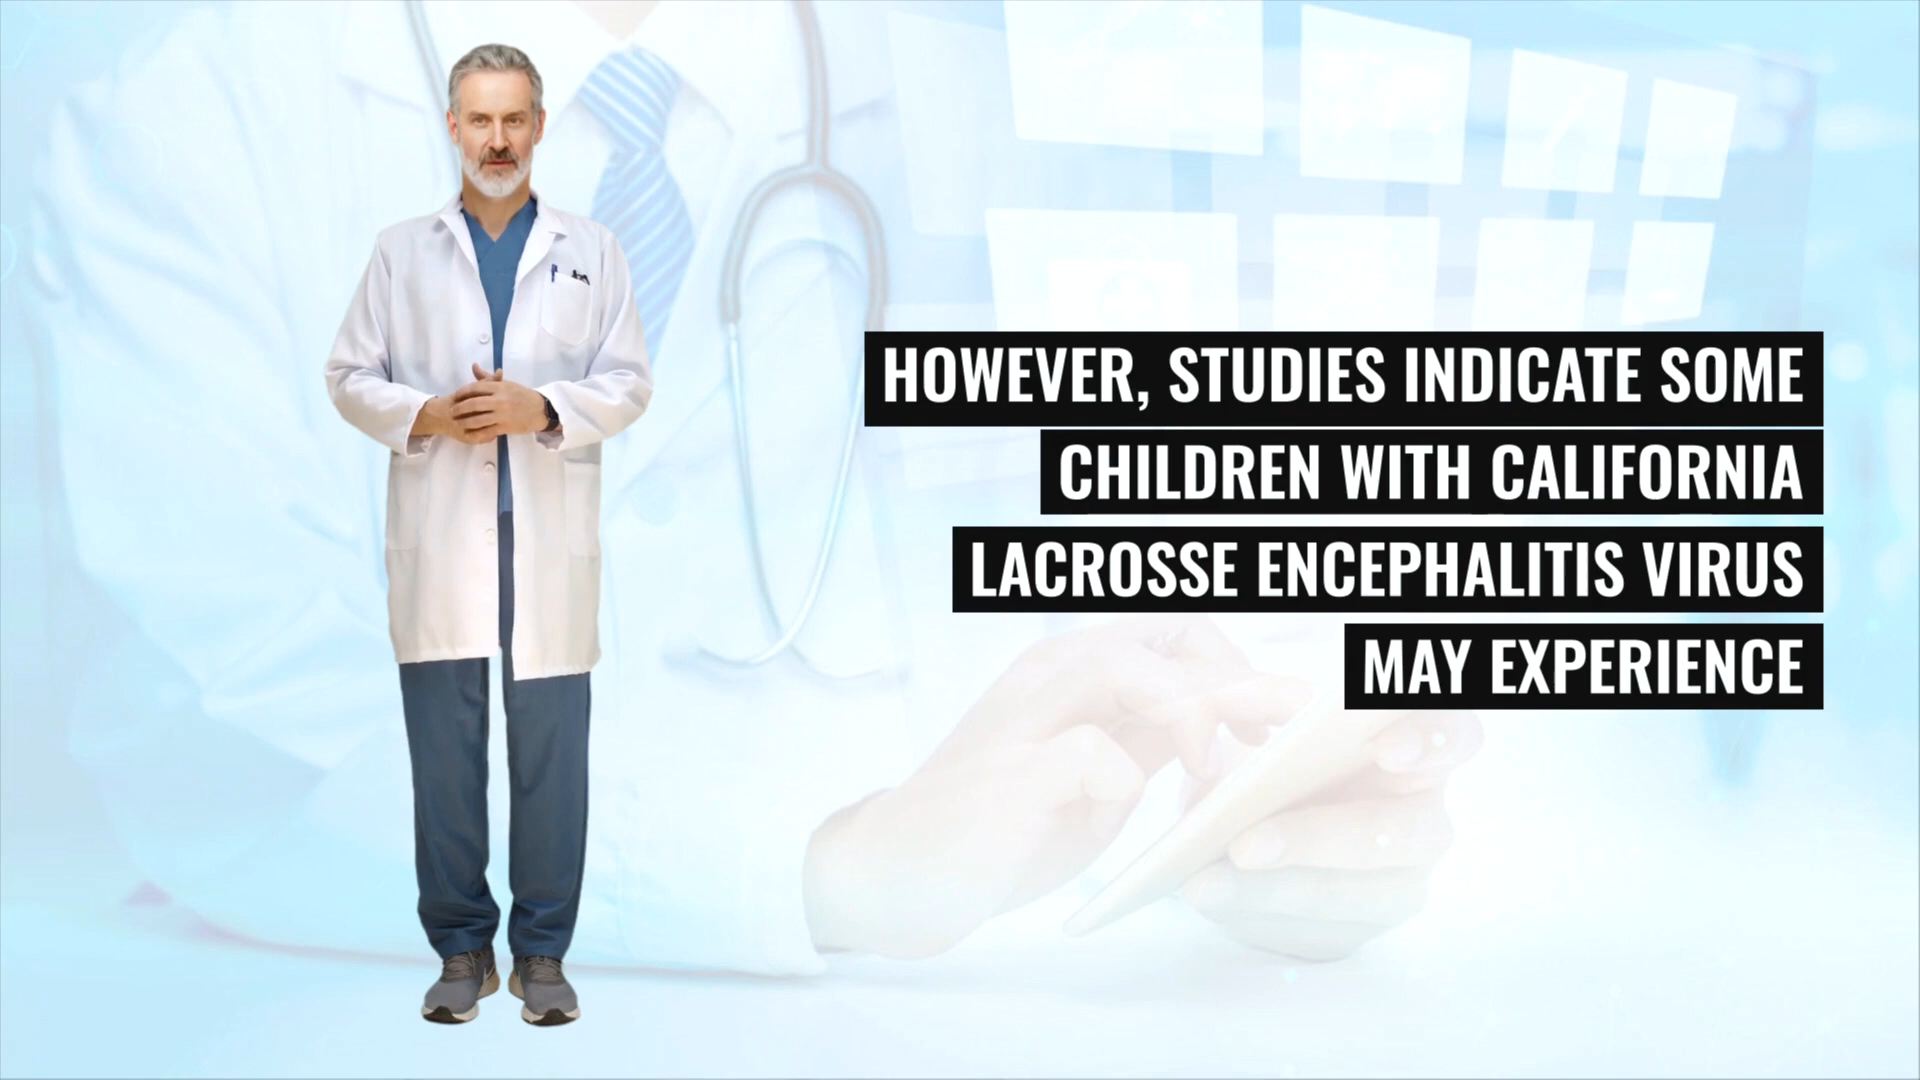 HOWEVER, STUDIES INDICATE SOME
CHILDREN WITH CALIFORNIA
LACROSSE ENCEPHALITIS VIRUS
MAY EXPERIENCE